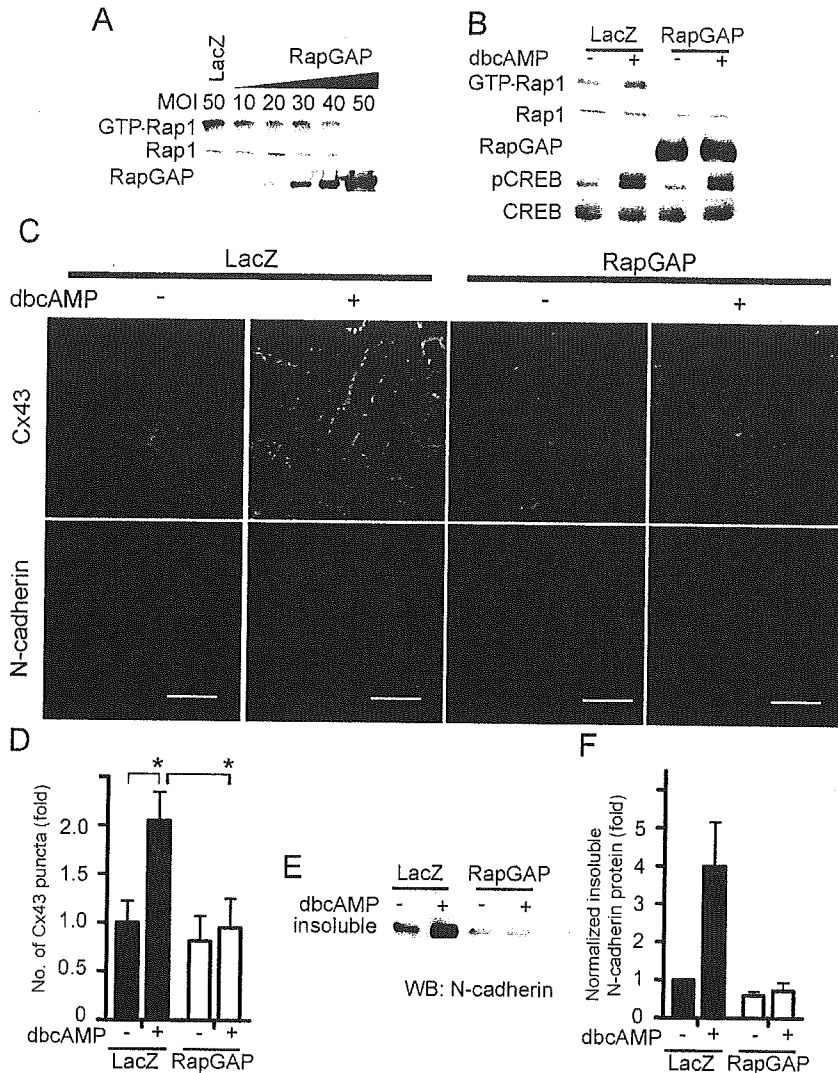 A
LacZ
RapGAP
MOI 50 10 20 30 40 50
GTP-Rap1
Rap1
RapGAP
B
LacZ RapGAP
dbcAMP - + - +
GTP-Rap1
Rap1
RapGAP
pCREB
CREB
C
LacZ RapGAP
dbcAMP - + - +
Cx43
N-cadherin
D
No. of Cx43 puncta (fold)
2.0
1.0
0.5
0
* *
dbcAMP - + - +
LacZ RapGAP
E
LacZ RapGAP
dbcAMP - + - +
insoluble
WB: N-cadherin
F
Normalized insoluble
N-cadherin protein (fold)
5
4
2
1
0
dbcAMP - + - +
LacZ RapGAP